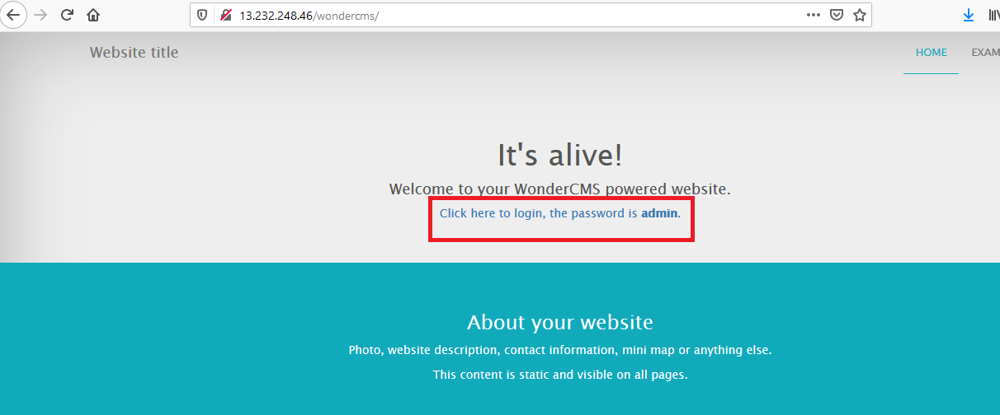 13.232.248.46/wondercms/
Website title
HOME
EXAM
It's alive!
Welcome to your WonderCMS powered website.
Click here to login, the password is admin.
About your website
Photo, website description, contact information, mini map or anything else.
This content is static and visible on all pages.